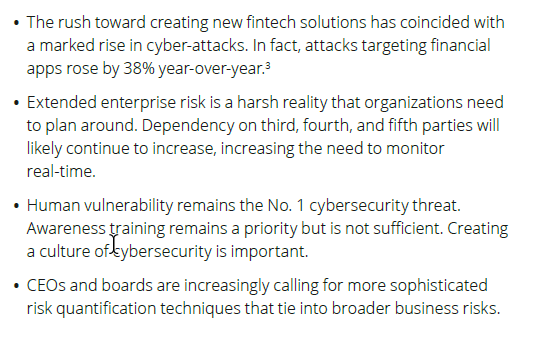 • The rush toward creating new fintech solutions has coincided with
a marked rise in cyber-attacks. In fact, attacks targeting financial
apps rose by 38% year-over-year.³
• Extended enterprise risk is a harsh reality that organizations need
to plan around. Dependency on third, fourth, and fifth parties will
likely continue to increase, increasing the need to monitor
real-time.
• Human vulnerability remains the No. 1 cybersecurity threat.
Awareness training remains a priority but is not sufficient. Creating
a culture of cybersecurity is important.
• CEOs and boards are increasingly calling for more sophisticated
risk quantification techniques that tie into broader business risks.